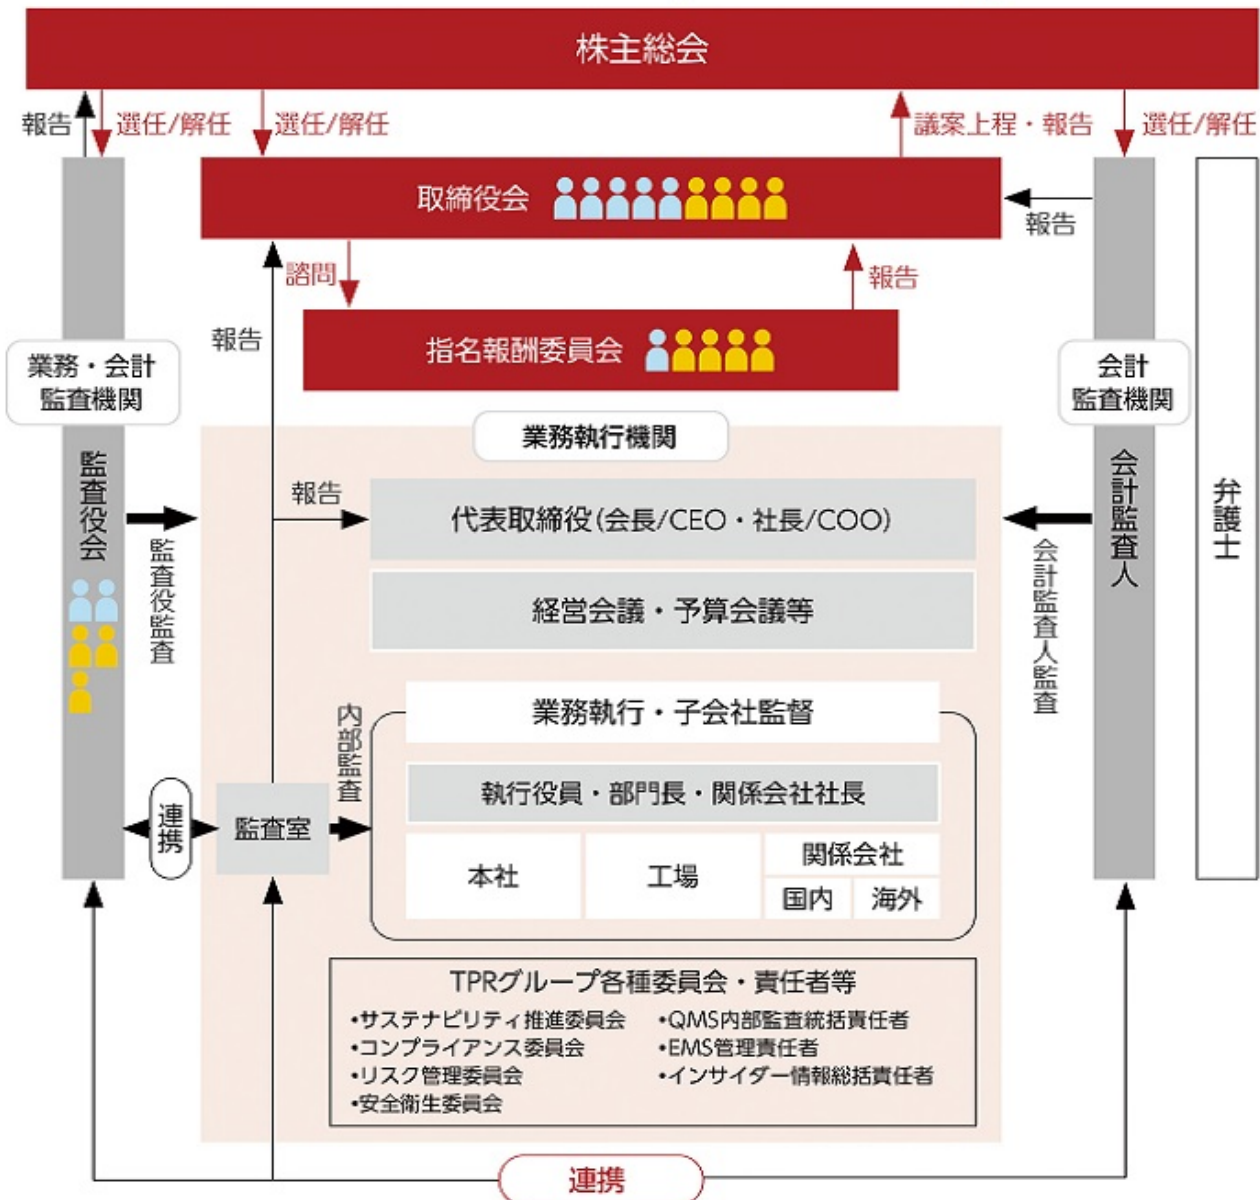 株主総会
報告
選任/解任
選任/解任
議案上程・報告
選任/解任
取締役会
報告
諮問
報告
報告
指名報酬委員会
業務・会計
監査機関
会計
監査機関
業務執行機関
監査役会
監査役監査
報告
代表取締役(会長/CEO・社長/COO)
会計監査人
会計監査人監査
弁護士
経営会議・予算会議等
業務執行・子会社監督
内部監査
執行役員・部門長・関係会社社長
連携
監査室
本社
工場
関係会社
国内
海外
TPRグループ各種委員会・責任者等
•サステナビリティ推進委員会
•コンプライアンス委員会
•リスク管理委員会
•安全衛生委員会
•QMS内部監査統括責任者
•EMS管理責任者
•インサイダー情報総括責任者
連携